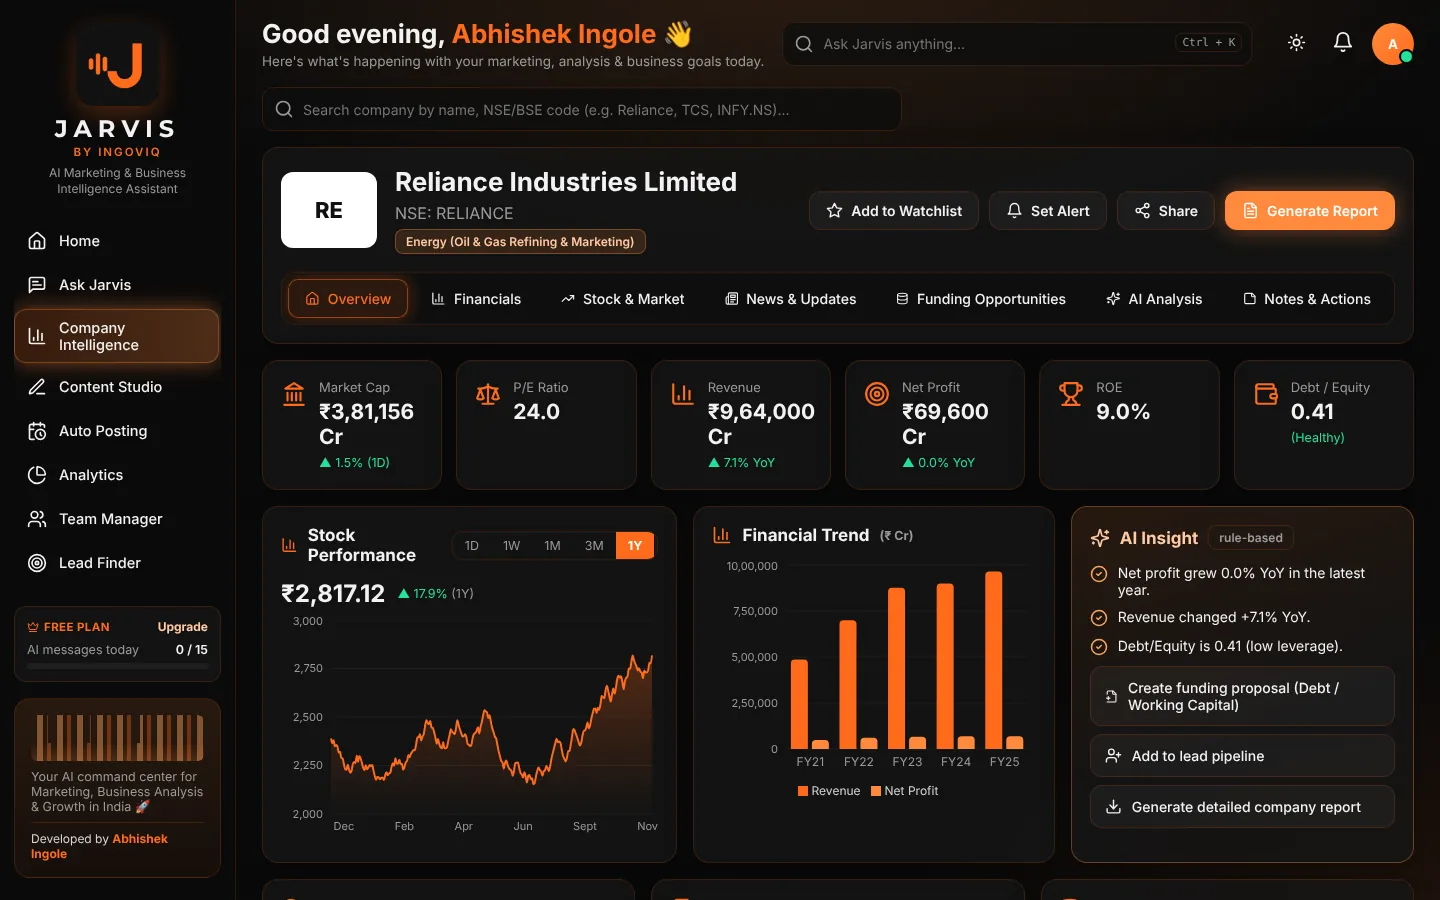 JARVIS
BY INGOVIQ
AI Marketing & Business
Intelligence Assistant
Home
Ask Jarvis
Company
Intelligence
Content Studio
Auto Posting
Analytics
Team Manager
Lead Finder
FREE PLAN Upgrade
AI messages today 0 / 15
Your AI command center for
Marketing, Business Analysis
& Growth in India 🚀
Developed by Abhishek
Ingole
Good evening, Abhishek Ingole 👋
Here's what's happening with your marketing, analysis & business goals today.
Ask Jarvis anything... Ctrl + K
A
Search company by name, NSE/BSE code (e.g. Reliance, TCS, INFY.NS)...
RE
Reliance Industries Limited
NSE: RELIANCE
Energy (Oil & Gas Refining & Marketing)
Add to Watchlist
Set Alert
Share
Generate Report
Overview
Financials
Stock & Market
News & Updates
Funding Opportunities
AI Analysis
Notes & Actions
Market Cap
₹3,81,156
Cr
▲ 1.5% (1D)
P/E Ratio
24.0
Revenue
₹9,64,000
Cr
▲ 7.1% YoY
Net Profit
₹69,600
Cr
▲ 0.0% YoY
ROE
9.0%
Debt / Equity
0.41
(Healthy)
Stock
Performance
1D 1W 1M 3M 1Y
₹2,817.12 ▲ 17.9% (1Y)
3,000
2,750
2,500
2,250
2,000
Dec Feb Apr Jun Sept Nov
Financial Trend (₹ Cr)
10,00,000
7,50,000
5,00,000
2,50,000
0
FY21 FY22 FY23 FY24 FY25
Revenue Net Profit
AI Insight rule-based
Net profit grew 0.0% YoY in the latest
year.
Revenue changed +7.1% YoY.
Debt/Equity is 0.41 (low leverage).
Create funding proposal (Debt /
Working Capital)
Add to lead pipeline
Generate detailed company report